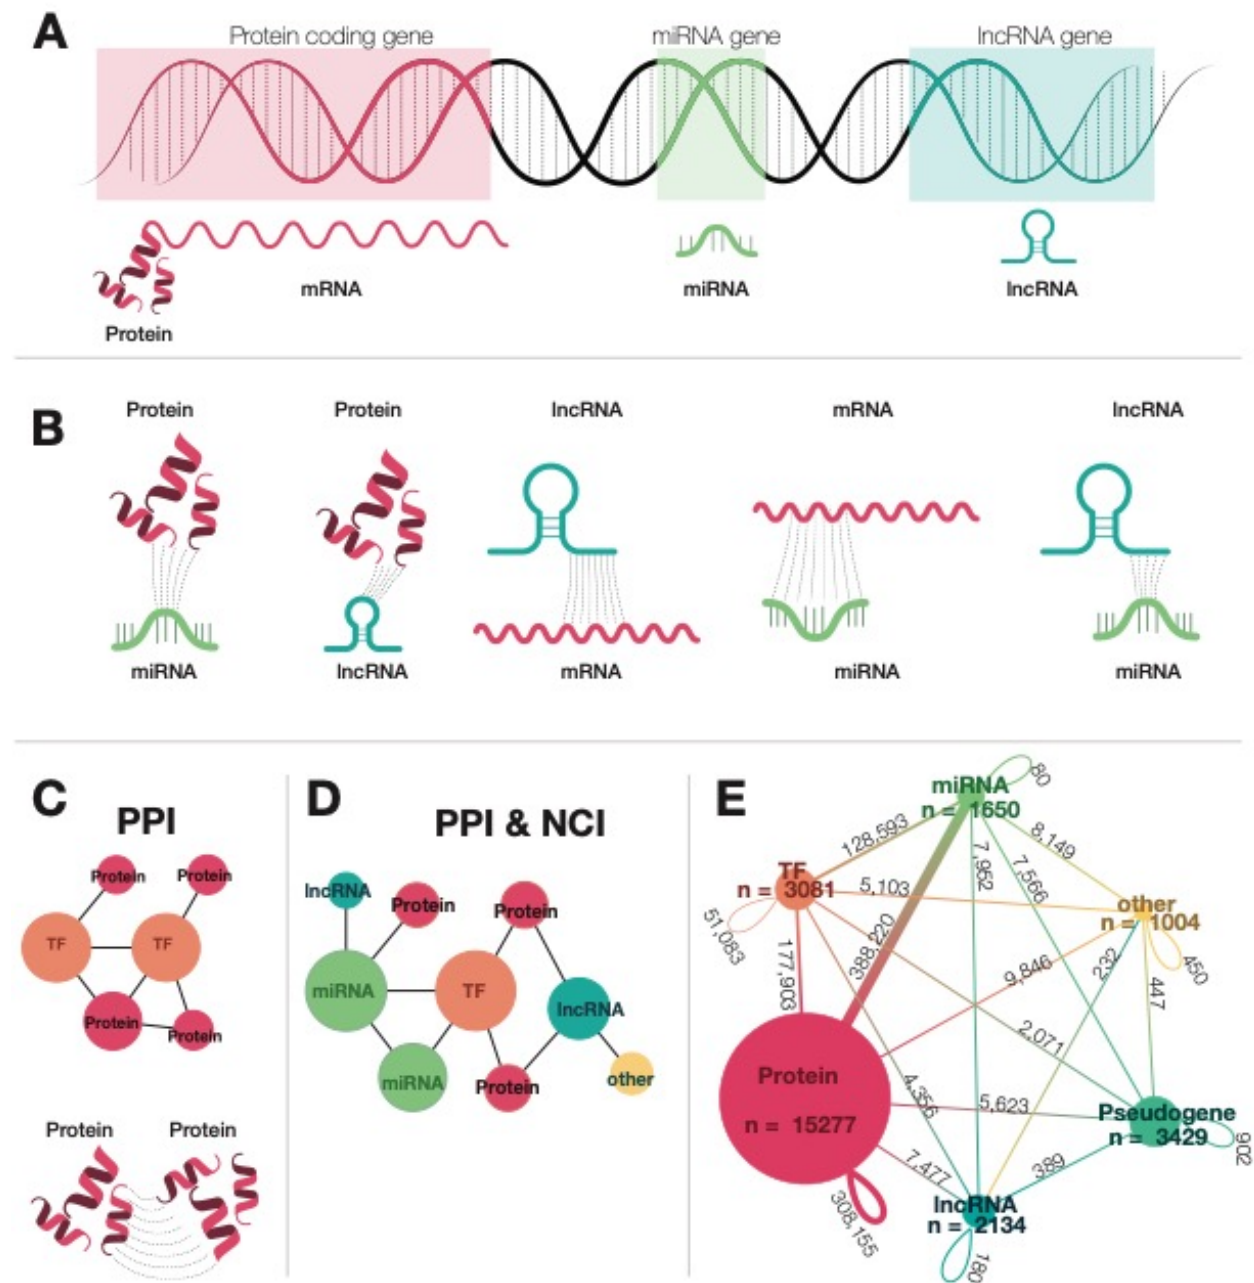 A
Protein coding gene
miRNA gene
lncRNA gene
mRNA
miRNA
lncRNA
Protein
B
Protein
Protein
lncRNA
mRNA
lncRNA
miRNA
lncRNA
mRNA
miRNA
miRNA
C
PPI
Protein
Protein
TF
TF
Protein
Protein
Protein
Protein
D
PPI & NCI
lncRNA
Protein
Protein
miRNA
TF
lncRNA
miRNA
Protein
other
E
miRNA
n = 1650
80
128,593
8,149
TF
n = 3081
5,103
7,952
7,566
other
n = 1004
51,083
177,903
388,220
9,846
232
450
447
2,071
Protein
n = 15277
4,356
5,623
Pseudogene
n = 3429
902
7,477
389
lncRNA
n = 2134
308,155
180